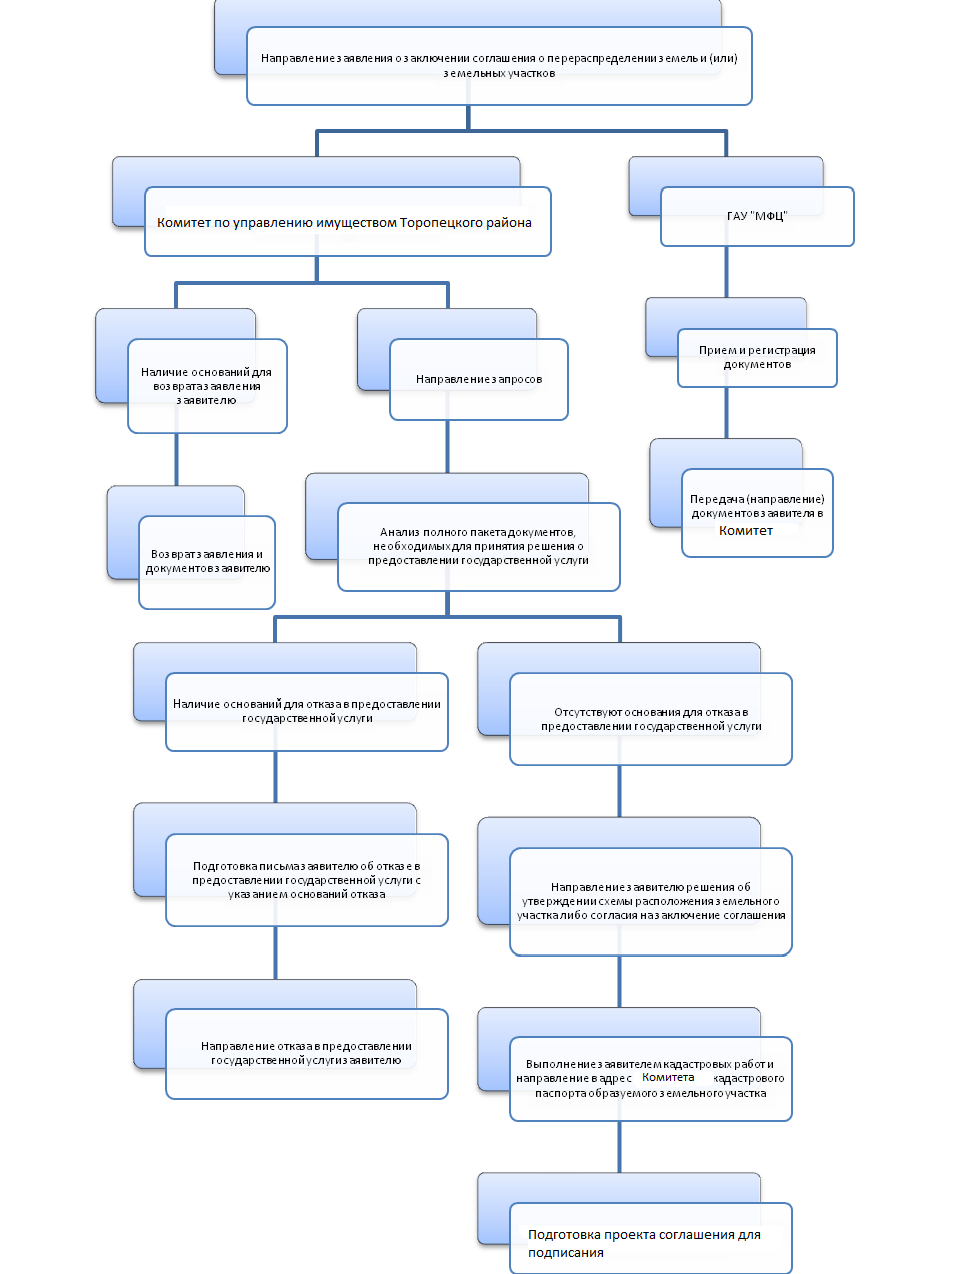 Направление заявления о заключении соглашения о перераспределении земель и (или)
земельных участков
Комитет по управлению имуществом Торопецкого района
ГАУ "МФЦ"
Наличие оснований для
возврата заявления
заявителю
Направление запросов
Прием и регистрация
документов
Возврат заявления и
документов заявителю
Анализ полного пакета документов,
необходимых для принятия решения о
предоставлении государственной услуги
Передача (направление)
документов заявителя в
Комитет
Наличие оснований для отказа в предоставлении
государственной услуги
Отсутствуют основания для отказа в
предоставлении государственной услуги
Подготовка письма заявителю об отказе в
предоставлении государственной услуги с
указанием оснований отказа
Направление заявителю решения об
утверждении схемы расположения земельного
участка либо согласия на заключение соглашения
Направление отказа в предоставлении
государственной услуги заявителю
Выполнение заявителем кадастровых работ и
направление в адрес Комитета кадастрового
паспорта образуемого земельного участка
Подготовка проекта соглашения для
подписания